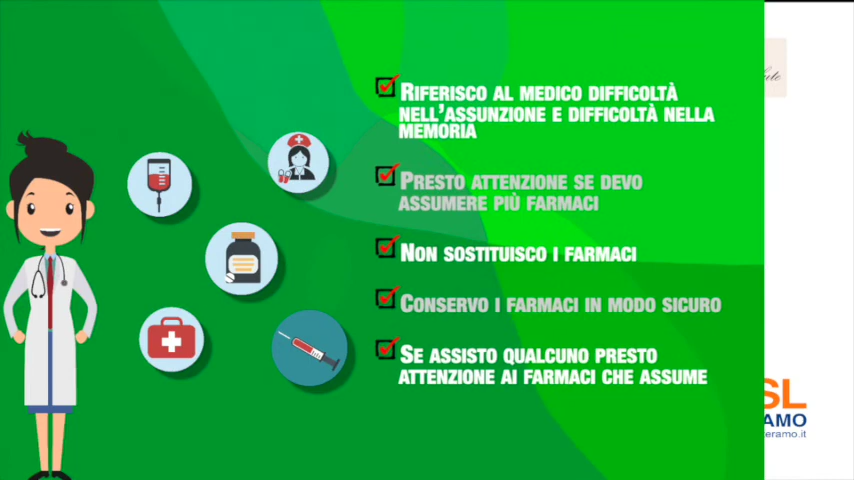 RIFERISCO AL MEDICO DIFFICOLTÀ
NELL'ASSUNZIONE E DIFFICOLTÀ NELLA
MEMORIA
PRESTO ATTENZIONE SE DEVO
ASSUMERE PIÙ FARMACI
NON SOSTITUISCO I FARMACI
CONSERVO I FARMACI IN MODO SICURO
SE ASSISTO QUALCUNO PRESTO
ATTENZIONE AI FARMACI CHE ASSUME
SL
AMO
eramo.it